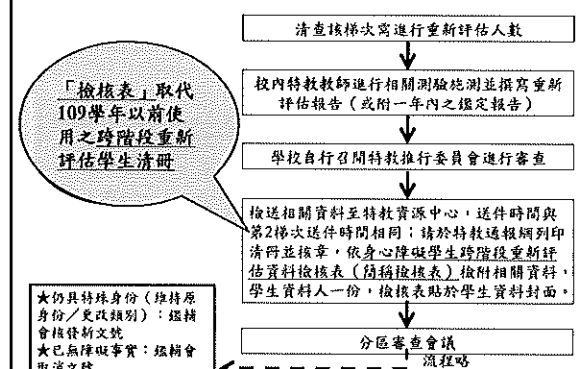 清查該梯次需進行重新評估人數
校內特教教師進行相關測驗施測並撰寫重新
評估報告（或附一年內之鑑定報告）
「檢核表」取代
109學年以前使
用之跨階段重新
評估學生清冊
學校自行召開特教推行委員會進行審查
檢送相關資料至特教資源中心，送件時間與
第2梯次送件時間相同；請於特教通報網列印
清冊並核章，依身心障礙學生跨階段重新評
估資料檢核表（簡稱檢核表）檢附相關資料，
學生資料人一份，檢核表貼於學生資料封面。
★仍具特殊身份（維持原
身份／更改類別）：鑑輔
會核發新文號
★已無障礙事實：鑑輔會
取消文號
分區審查會議
流程略